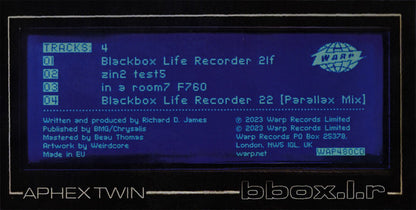 TRACKS: 4
WARP
01 Blackbox Life Recorder 21f
02 zin2 test5
03 in a room7 F760
04 Blackbox Life Recorder 22 [Parallax Mix]
Written and produced by Richard D. James
Published by BMG/Chrysalis
Mastered by Beau Thomas
Artwork by Weirdcore
Made in EU
℗ 2023 Warp Records Limited
© 2023 Warp Records Limited
Warp Records PO Box 25378,
London. NW5 1GL. UK
warp.net WAP480CD
APHEX TWIN
bbox.l.r